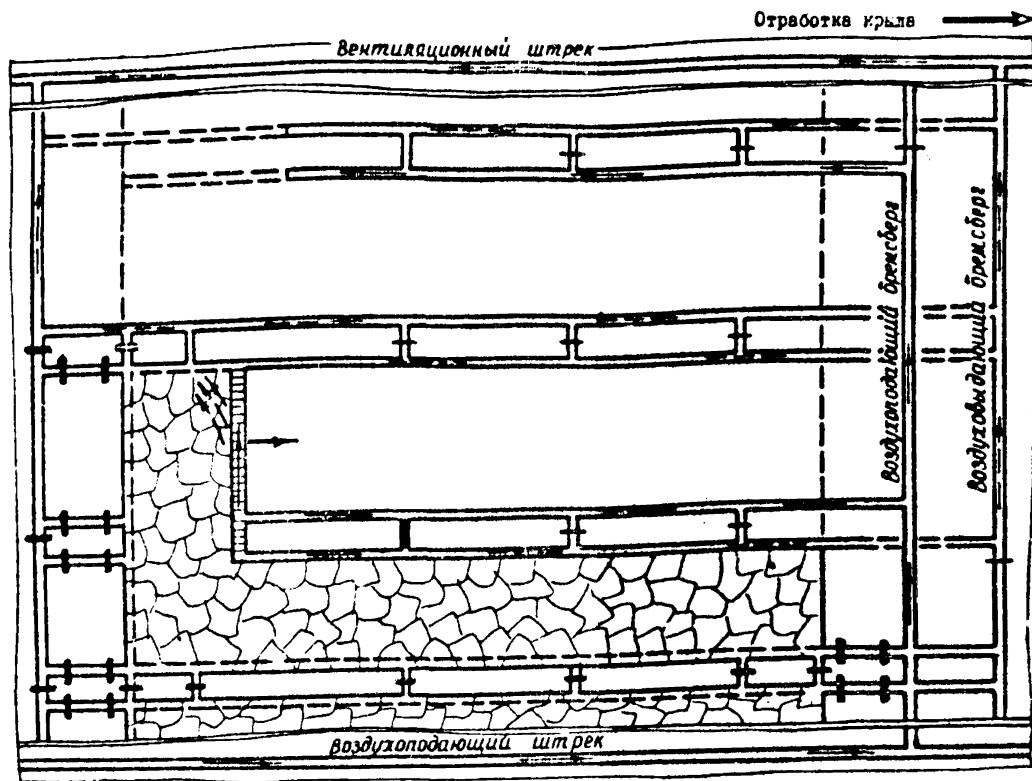 Отработка крыла
Вентиляционный штрек
Воздухоподающий бремсберг
Воздуховыдающий бремсберг
Воздухоподающий штрек